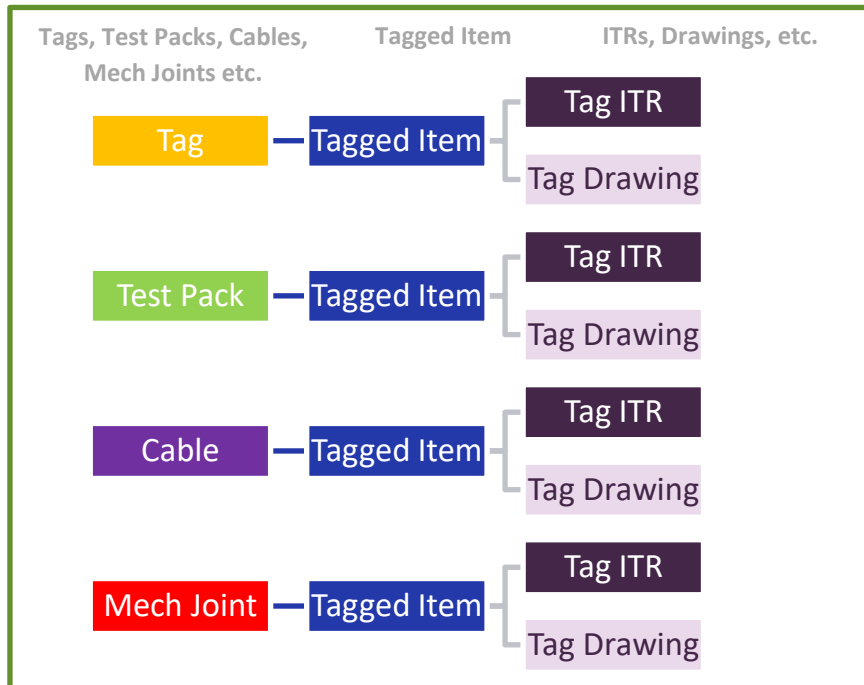 Tags, Test Packs, Cables,
Mech Joints etc.
Tagged Item
ITRs, Drawings, etc.
Tag
Tagged Item
Tag ITR
Tag Drawing
Test Pack
Tagged Item
Tag ITR
Tag Drawing
Cable
Tagged Item
Tag ITR
Tag Drawing
Mech Joint
Tagged Item
Tag ITR
Tag Drawing